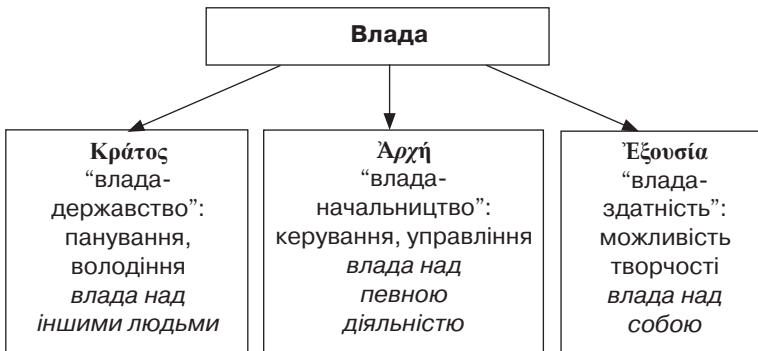 Влада
Κράτος
“влада-
державство”:
панування,
володіння
влада над
іншими людьми
Ἀρχή
“влада-
начальництво”:
керування, управління
влада над
певною
діяльністю
Ἐξουσία
“влада-
здатність”:
можливість
творчості
влада над
собою